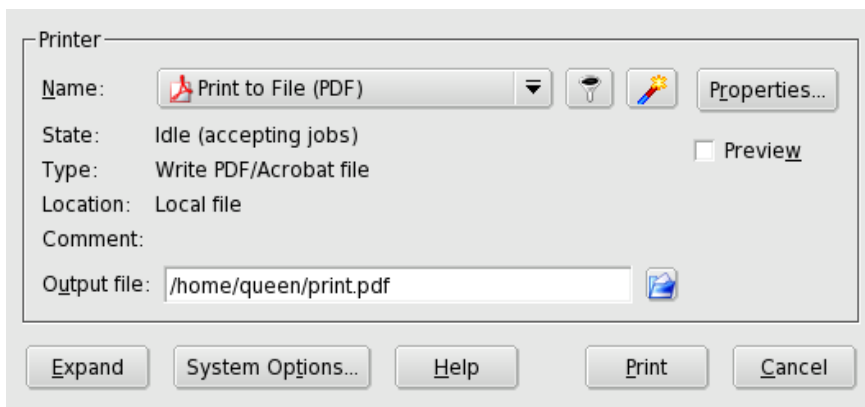 Printer
Name: Print to File (PDF) Properties...
State: Idle (accepting jobs)
Preview
Type: Write PDF/Acrobat file
Location: Local file
Comment:
Output file: /home/queen/print.pdf
Expand System Options... Help Print Cancel